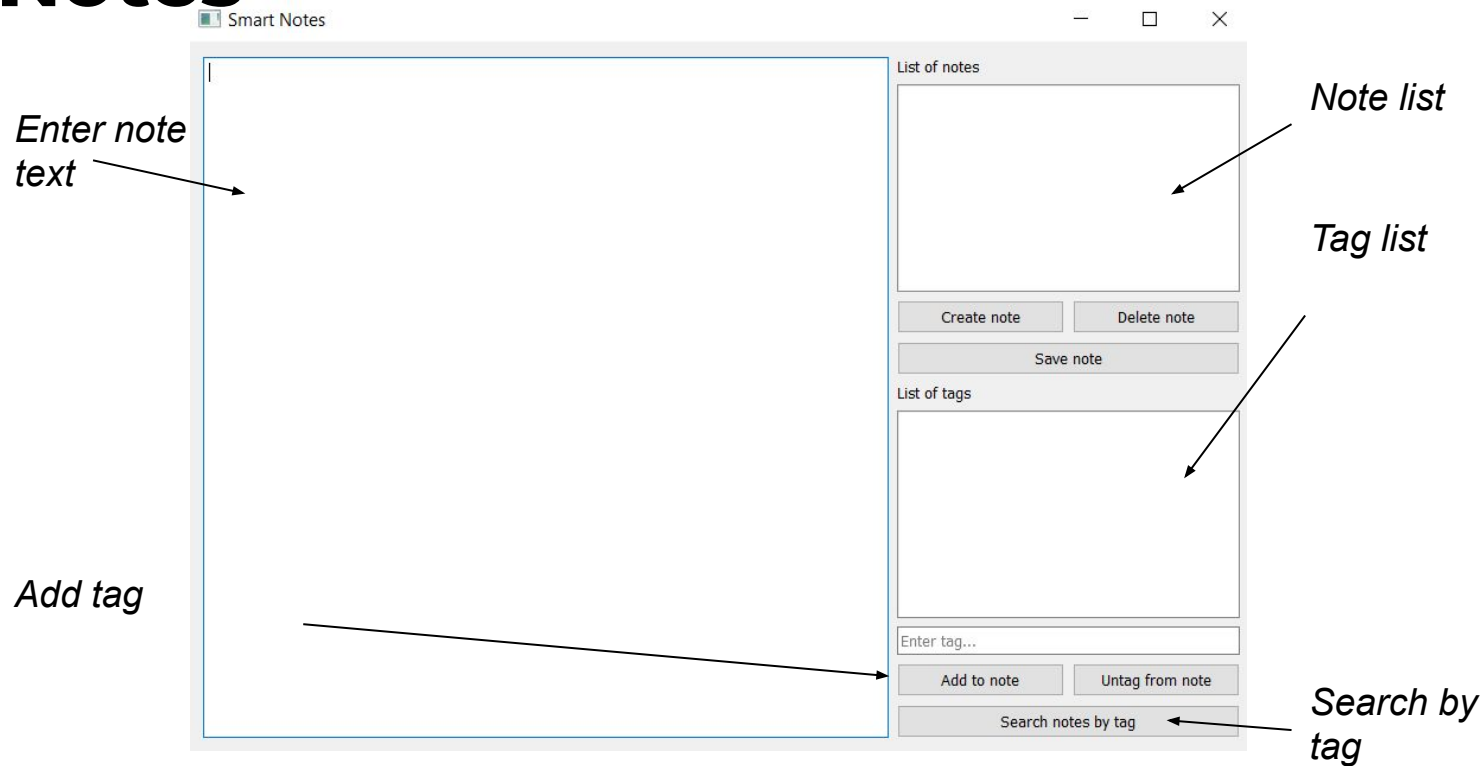 Notes
Smart Notes
List of notes
Note list
Enter note
text
Tag list
Create note
Delete note
Save note
List of tags
Add tag
Enter tag...
Add to note
Untag from note
Search notes by tag
Search by
tag